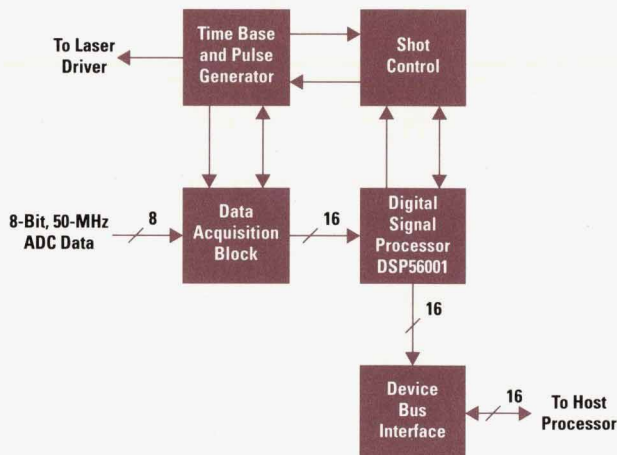 To Laser
Driver
Time Base
and Pulse
Generator
Shot
Control
8-Bit, 50-MHz
ADC Data
8
Data
Acquisition
Block
16
Digital
Signal
Processor
DSP56001
16
Device
Bus
Interface
16
To Host
Processor